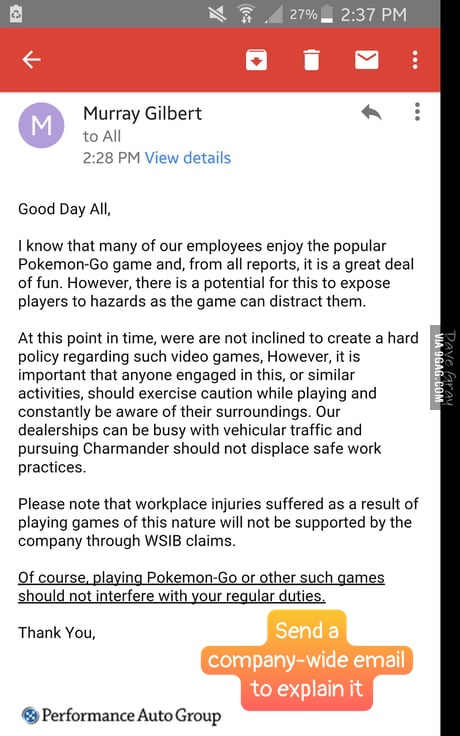 27% 2:37 PM
Murray Gilbert
M
to All
2:28 PM View details
Good Day All,
I know that many of our employees enjoy the popular
Pokemon-Go game and, from all reports, it is a great deal
of fun. However, there is a potential for this to expose
players to hazards as the game can distract them.
At this point in time, were are not inclined to create a hard
policy regarding such video games, However, it is
important that anyone engaged in this, or similar
activities, should exercise caution while playing and
constantly be aware of their surroundings. Our
dealerships can be busy with vehicular traffic and
pursuing Charmander should not displace safe work
practices.
Please note that workplace injuries suffered as a result of
playing games of this nature will not be supported by the
company through WSIB claims.
Of course, playing Pokemon-Go or other such games
should not interfere with your regular duties.
Thank You,
Send a
company-wide email
to explain it
Performance Auto Group
Dave Gray
VIA 9GAG.COM